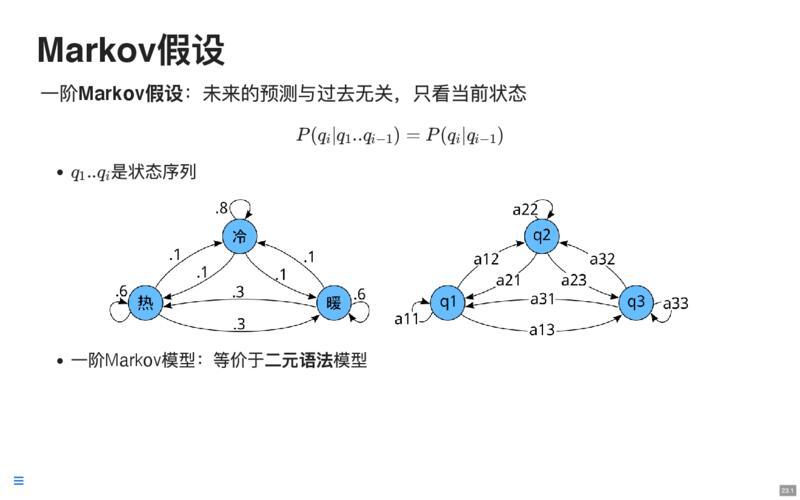 Markov假设
一阶Markov假设：未来的预测与过去无关，只看当前状态
P(q_i|q_1..q_{i−1}) = P(q_i|q_{i−1})
• q_1..q_i是状态序列
.8
冷
.1
.1
.1
.1
.6
热
.3
暖
.6
.3
a22
q2
a12
a32
a21
a23
q1
a31
q3
a33
a11
a13
• 一阶Markov模型：等价于二元语法模型
23.1